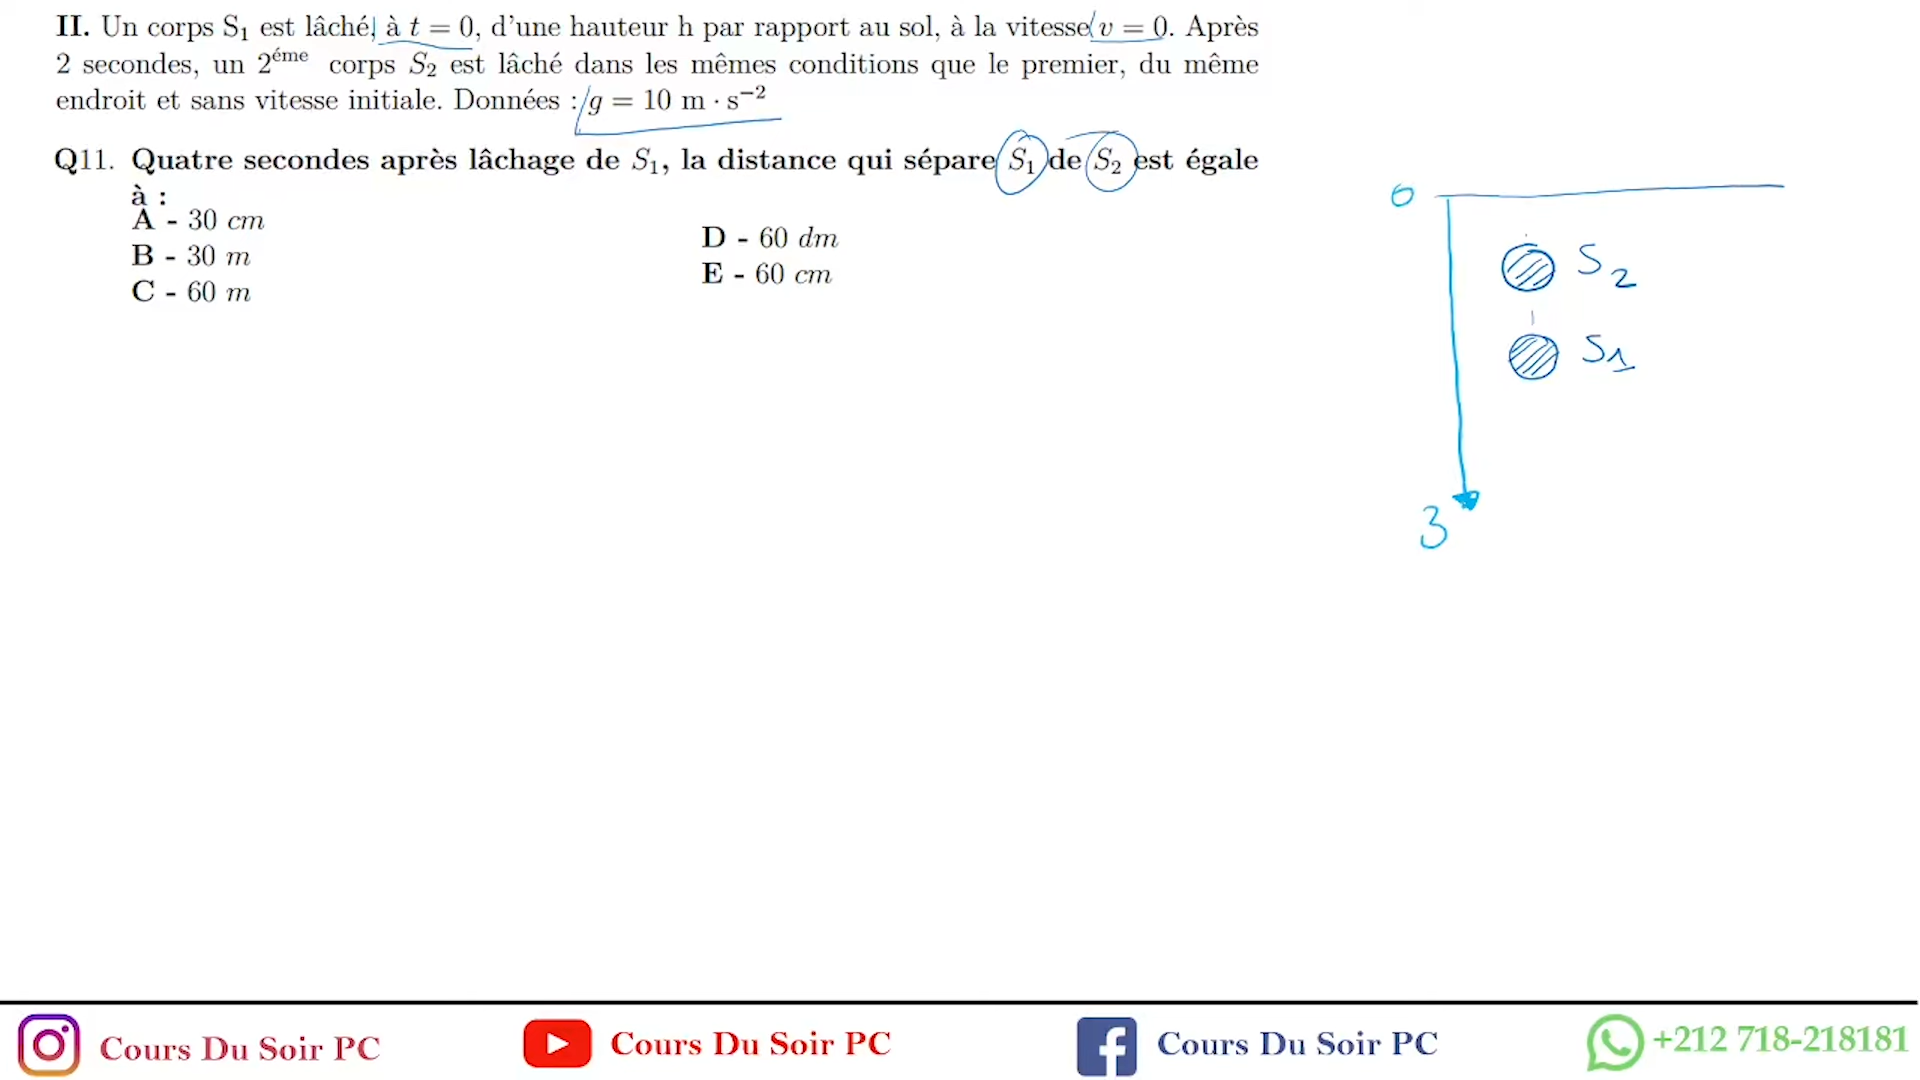 II. Un corps S₁ est lâché, à t = 0, d'une hauteur h par rapport au sol, à la vitesse v = 0. Après
2 secondes, un 2éme corps S₂ est lâché dans les mêmes conditions que le premier, du même
endroit et sans vitesse initiale. Données : g = 10 m · s⁻²
Q11. Quatre secondes après lâchage de S₁, la distance qui sépare S₁ de S₂ est égale
à :
A - 30 cm
B - 30 m
C - 60 m
D - 60 dm
E - 60 cm
0
S2
S1
3
Cours Du Soir PC
Cours Du Soir PC
Cours Du Soir PC
+212 718-218181